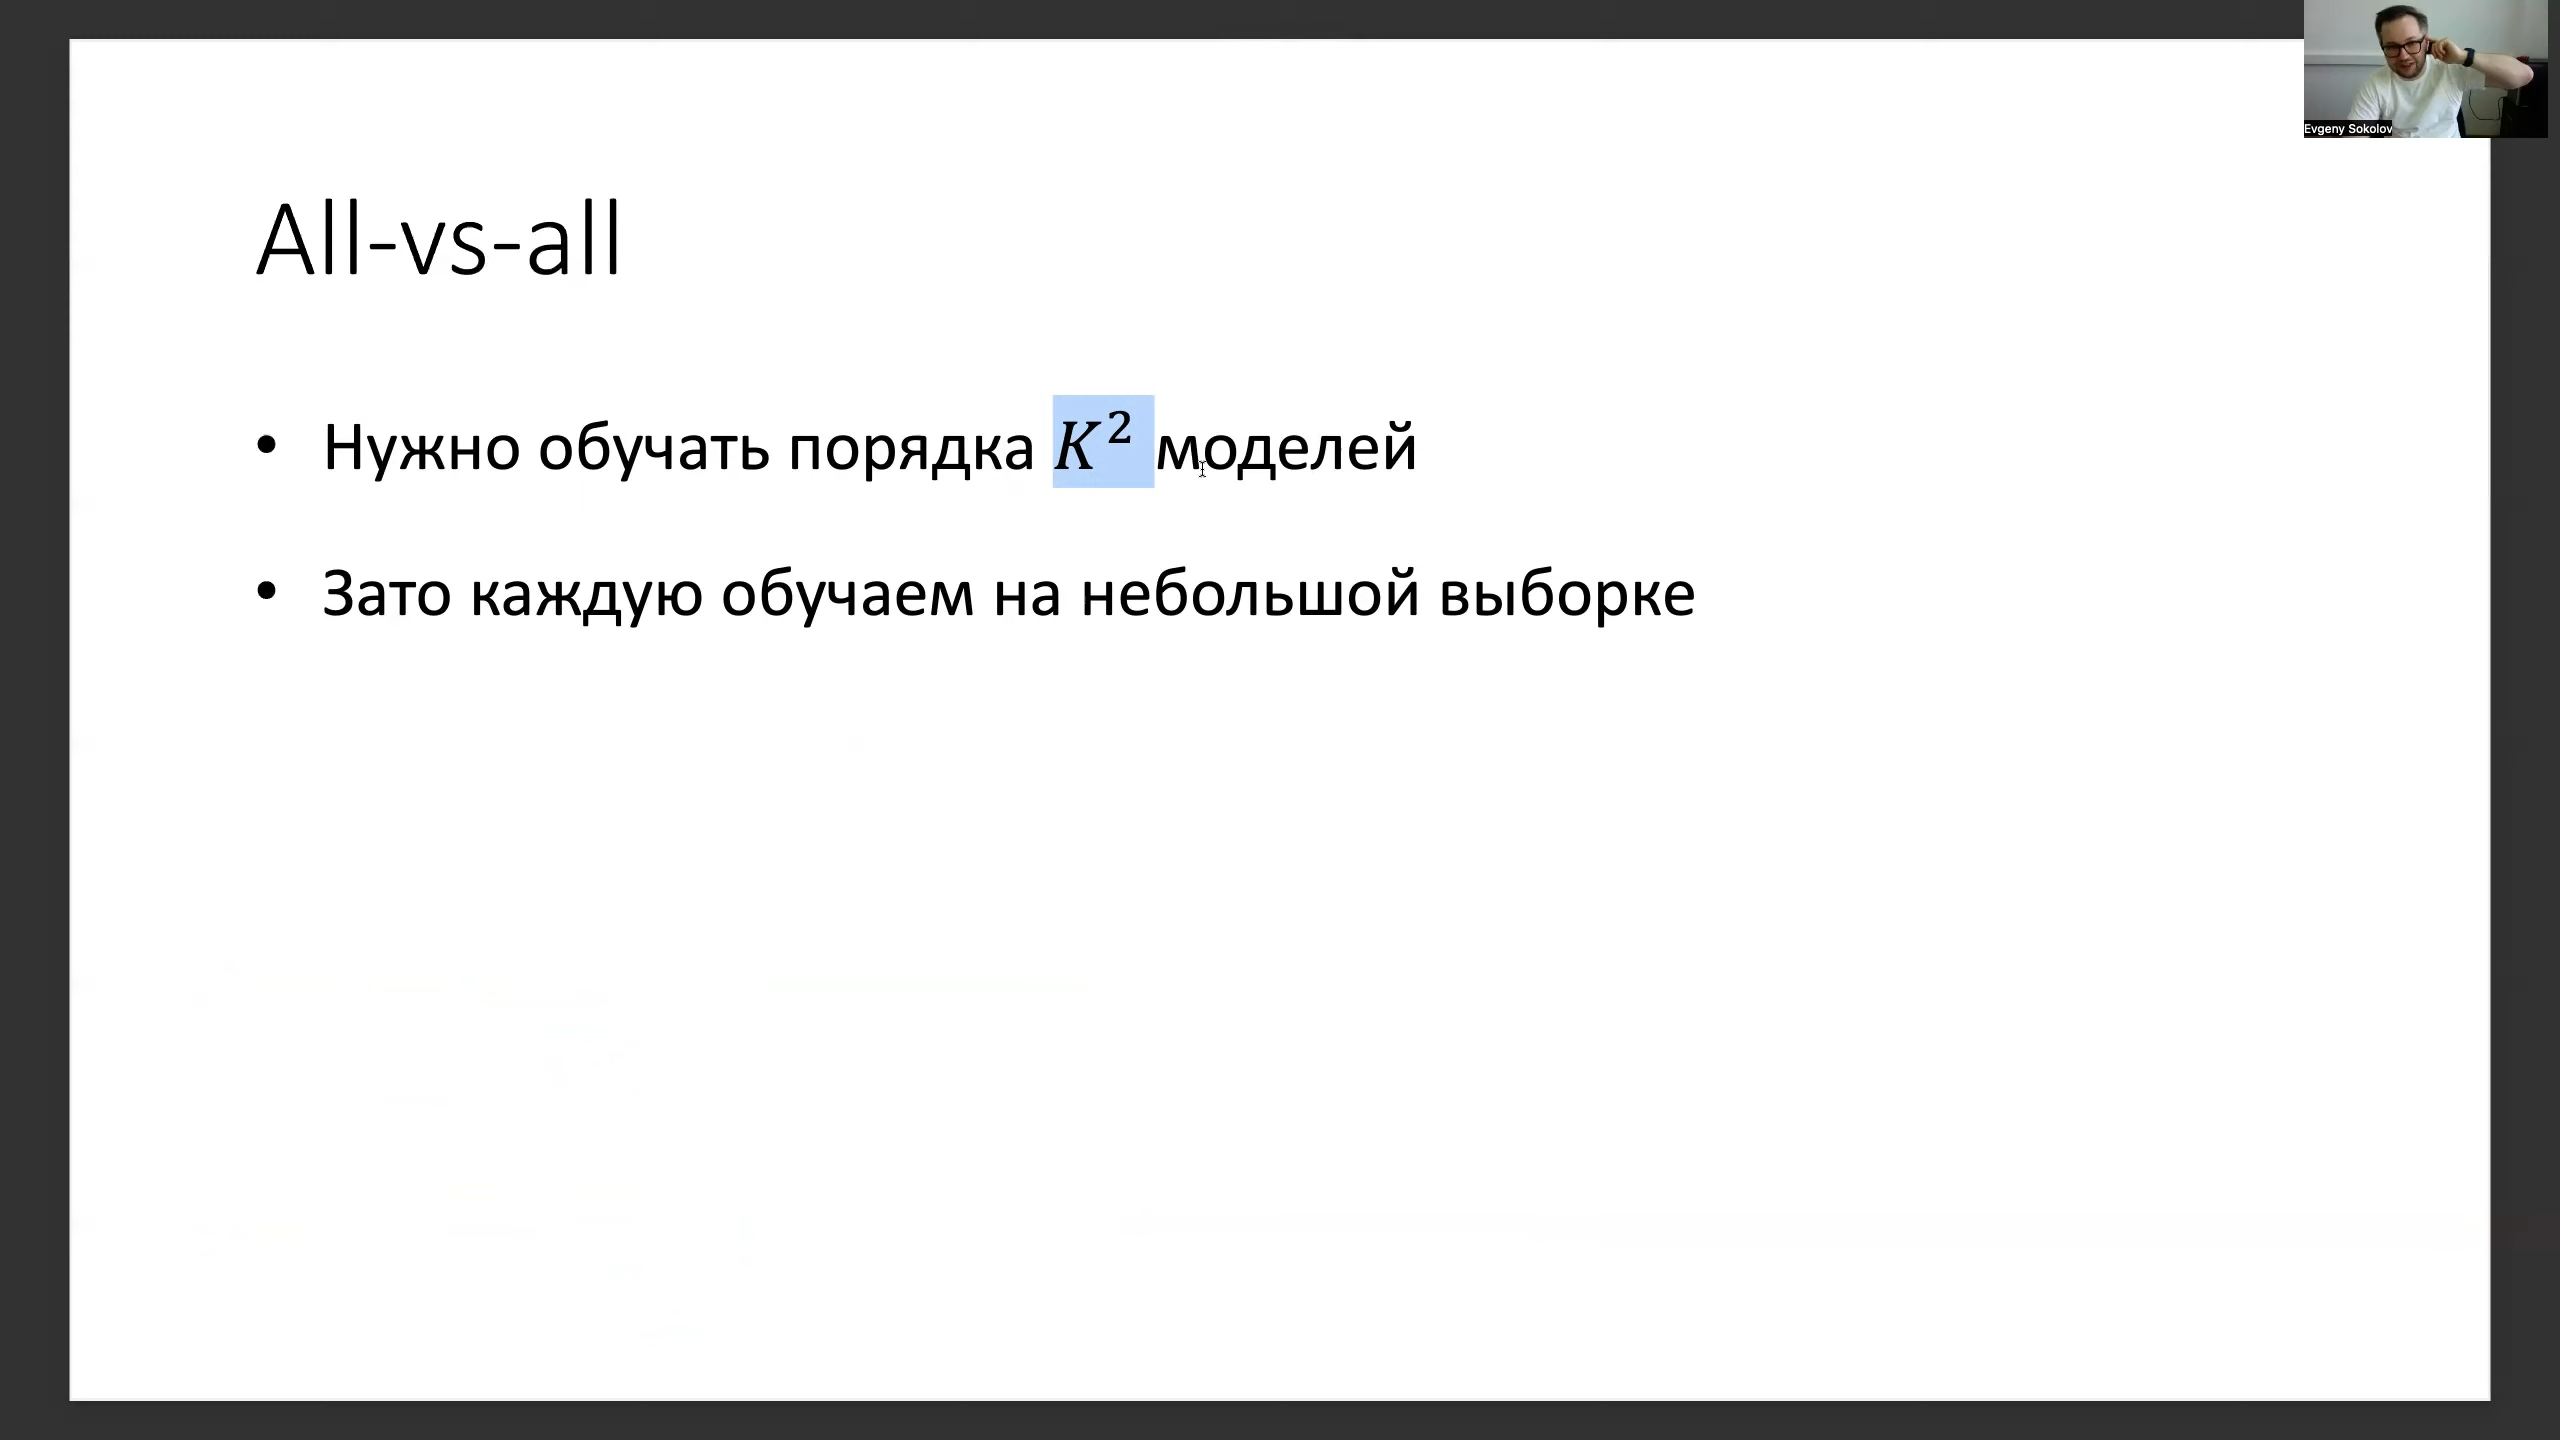 Evgeny Sokolov
All-vs-all
• Нужно обучать порядка K² моделей
• Зато каждую обучаем на небольшой выборке